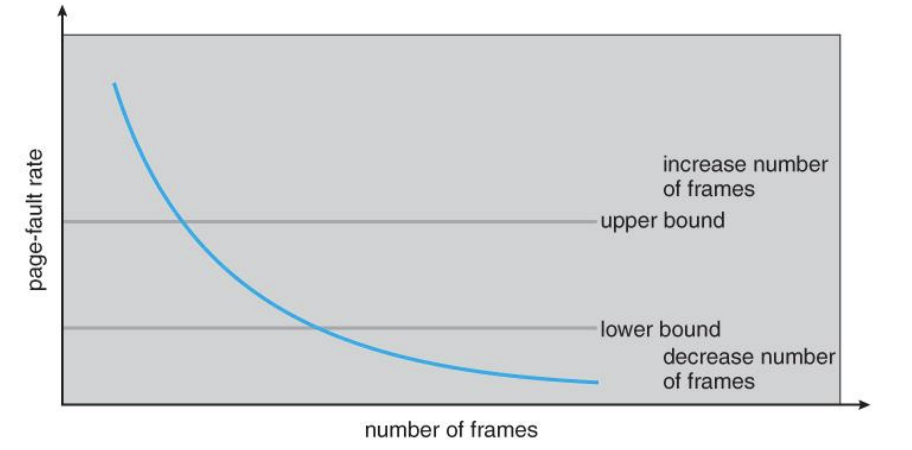 page-fault rate
increase number
of frames
upper bound
lower bound
decrease number
of frames
number of frames